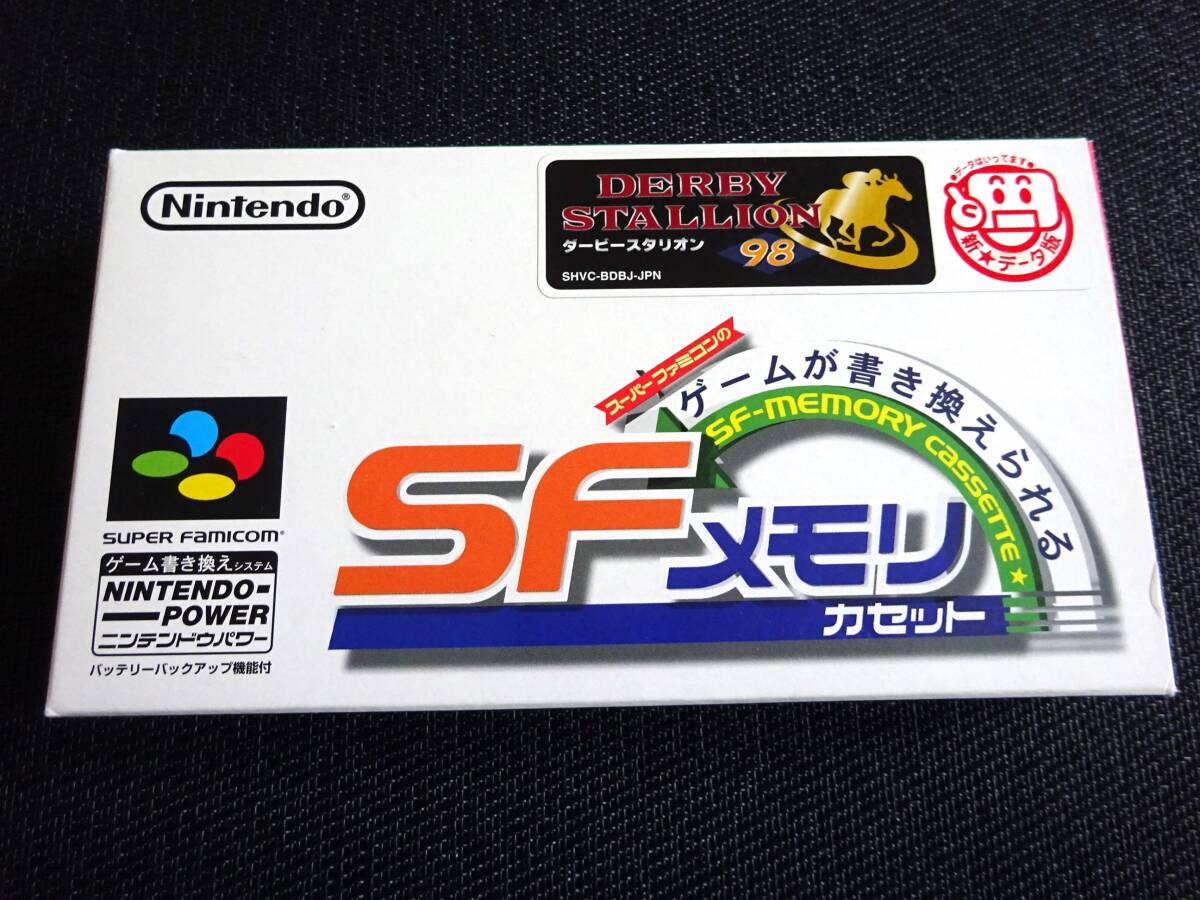 Nintendo®
DERBY
STALLION
ダービースタリオン
98
SHVC-BDBJ-JPN
●データはいってます●
新★データ版
スーパーファミコンの
ゲームが書き換えられる
SF-MEMORY CASSETTE★
SFメモリ
カセット
SUPER FAMICOM®
ゲーム書き換えシステム
NINTENDO-
-POWER
ニンテンドウパワー
バッテリーバックアップ機能付